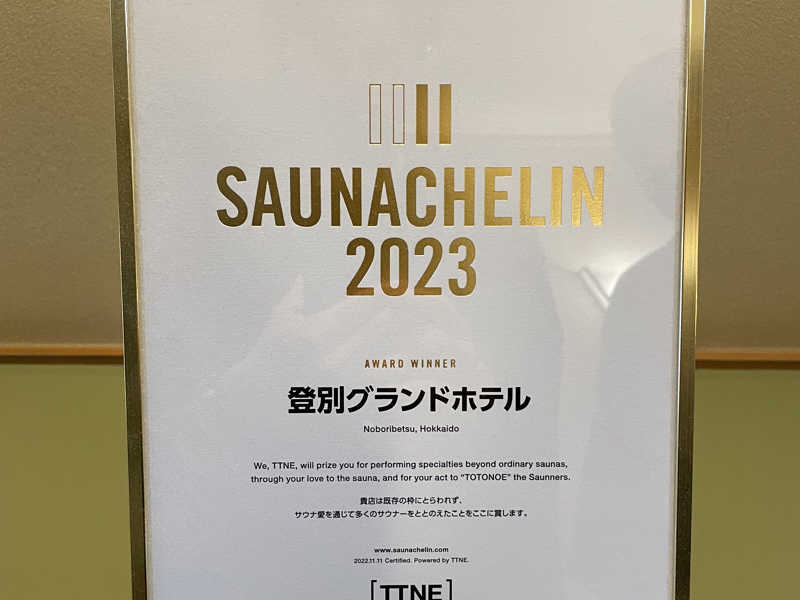 SAUNACHELIN
2023
AWARD WINNER
登別グランドホテル
Noboribetsu, Hokkaido
We, TTNE, will prize you for performing specialties beyond ordinary saunas,
through your love to the sauna, and for your act to “TOTONOE” the Saunners.
貴店は既存の枠にとらわれず、
サウナ愛を通じて多くのサウナーをととのえたことをここに賞します。
www.saunachelin.com
2022.11.11 Certified. Powered by TTNE.
[TTNE]